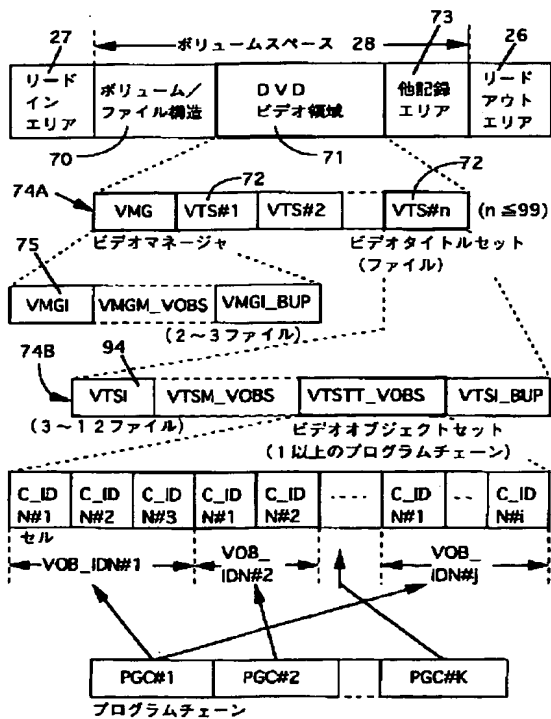 27
ボリュームスペース 28
73
26
リード
イン
エリア
ボリューム/
ファイル構造
DVD
ビデオ領域
他記録
エリア
リード
アウト
エリア
70
71
72
72
74A
VMG
VTS#1
VTS#2
VTS#n
(n≦99)
ビデオマネージャ
ビデオタイトルセット
(ファイル)
75
VMGI
VMGM_VOBS
VMGI_BUP
(2~3ファイル)
74B
94
VTSI
VTSM_VOBS
VTSTT_VOBS
VTSI_BUP
(3~12ファイル)
ビデオオブジェクトセット
(1以上のプログラムチェーン)
C_ID
N#1
C_ID
N#2
C_ID
N#3
C_ID
N#1
C_ID
N#2
C_ID
N#1
C_ID
N#i
セル
VOB_IDN#1
VOB_
IDN#2
VOB_
IDN#j
PGC#1
PGC#2
PGC#K
プログラムチェーン